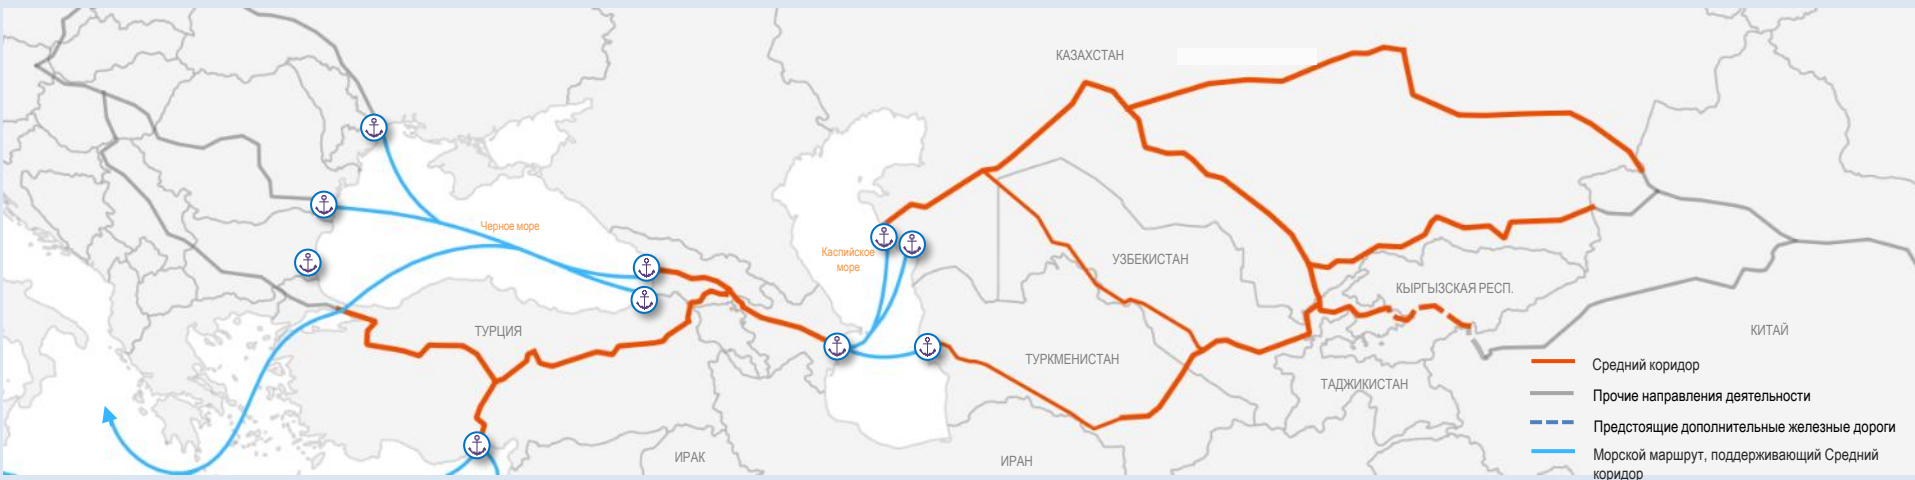 КАЗАХСТАН
Черное море
Каспийское
море
УЗБЕКИСТАН
КЫРГЫЗСКАЯ РЕСП.
ТУРЦИЯ
КИТАЙ
ТУРКМЕНИСТАН
ТАДЖИКИСТАН
ИРАК
ИРАН
Средний коридор
Прочие направления деятельности
Предстоящие дополнительные железные дороги
Морской маршрут, поддерживающий Средний
коридор